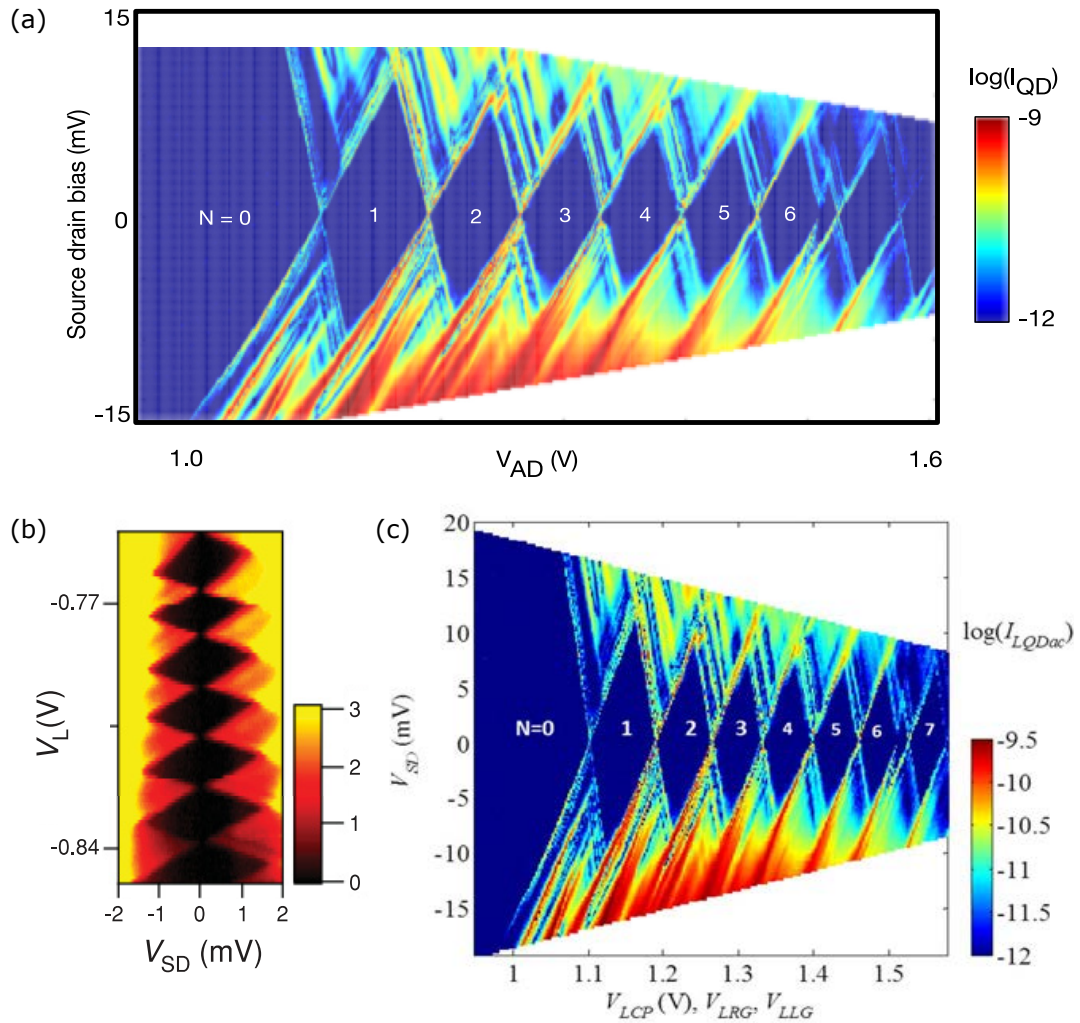 (a)
15
0
-15
Source drain bias (mV)
N = 0 1 2 3 4 5 6
1.0 1.6
V_AD (V)
log(I_QD)
-9
-12
(b)
-0.77
-0.84
V_L(V)
-2 -1 0 1 2
V_SD (mV)
3
2
1
0
(c)
20
15
10
5
0
-5
-10
-15
V_SD (mV)
N=0 1 2 3 4 5 6 7
1 1.1 1.2 1.3 1.4 1.5
V_LCP (V), V_LRG, V_LLG
log(I_LQDac)
-9.5
-10
-10.5
-11
-11.5
-12